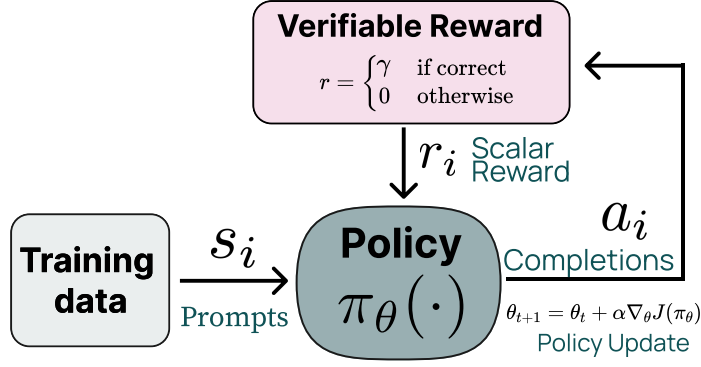 Verifiable Reward
r = { γ if correct
0 otherwise
r_i Scalar
Reward
Training
data
s_i
Prompts
Policy
π_θ(·)
a_i
Completions
θ_{t+1} = θ_t + α∇_θJ(π_θ)
Policy Update